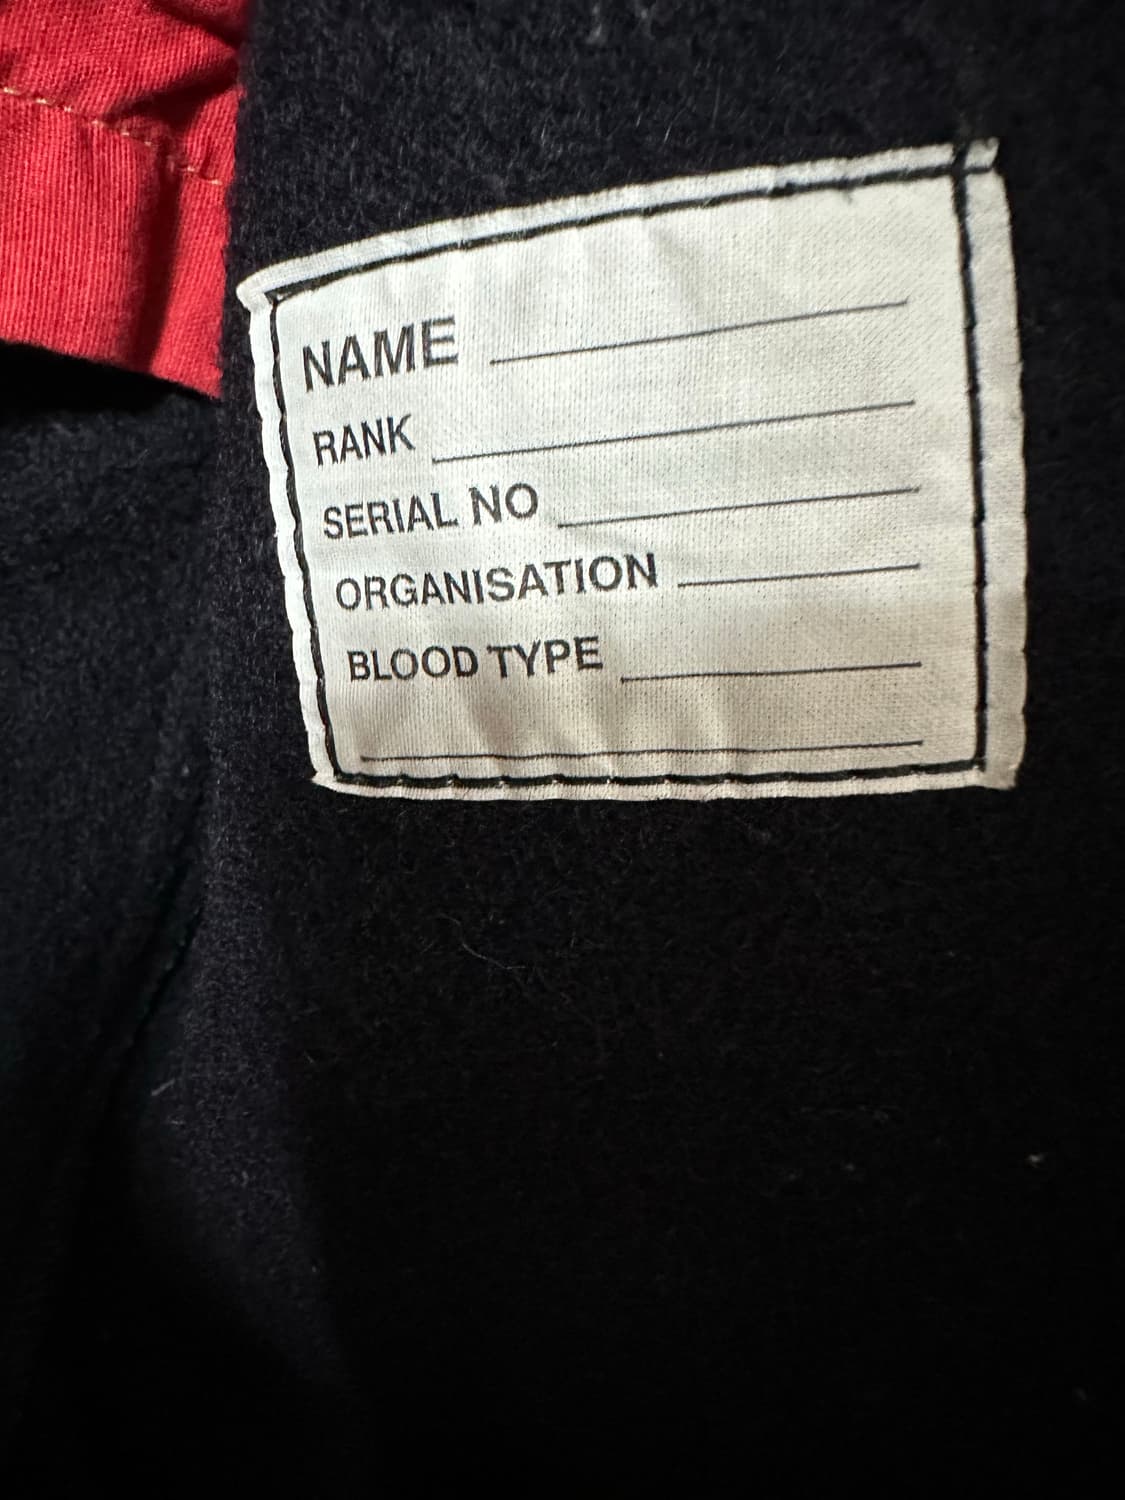 NAME
RANK
SERIAL NO
ORGANISATION
BLOOD TYPE